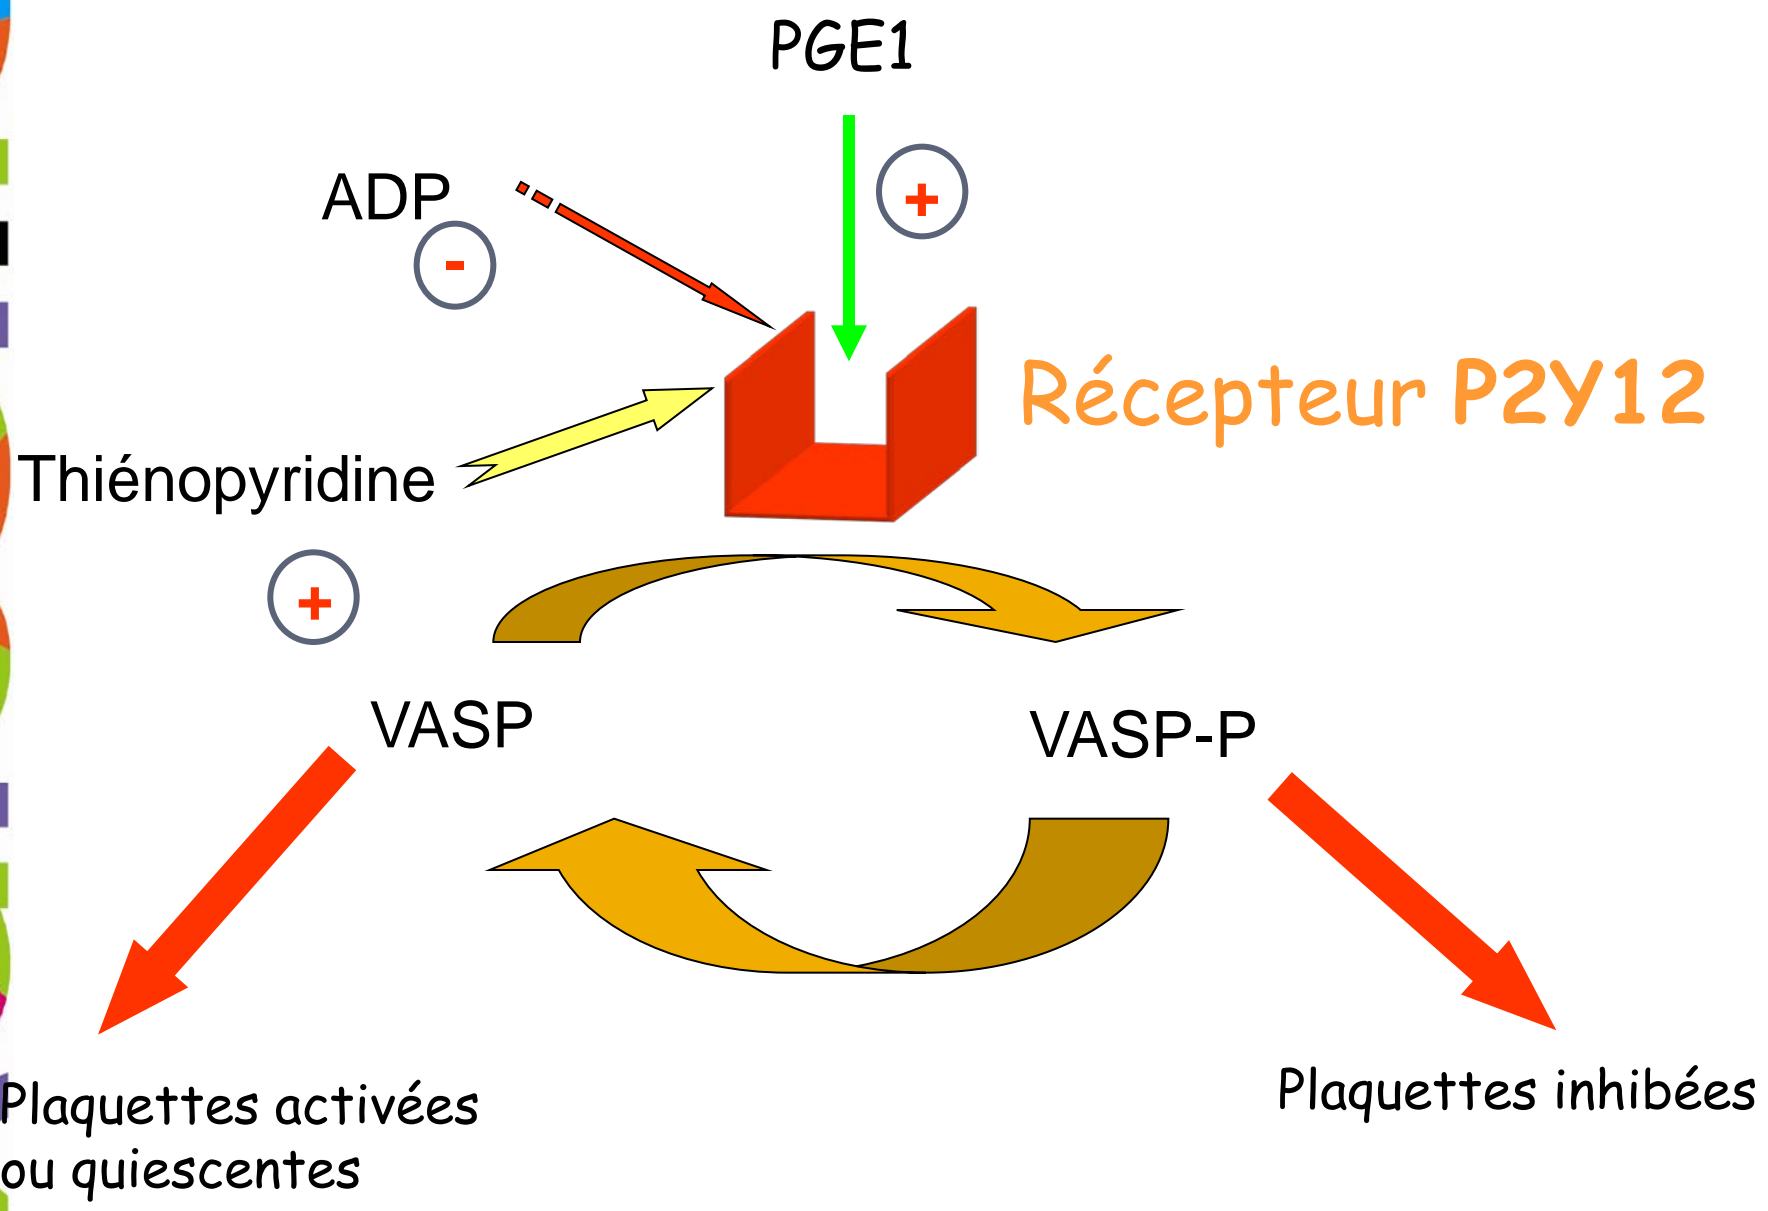 PGE1
+
ADP
-
Récepteur P2Y12
Thiénopyridine
+
VASP
VASP-P
Plaquettes activées
ou quiescentes
Plaquettes inhibées